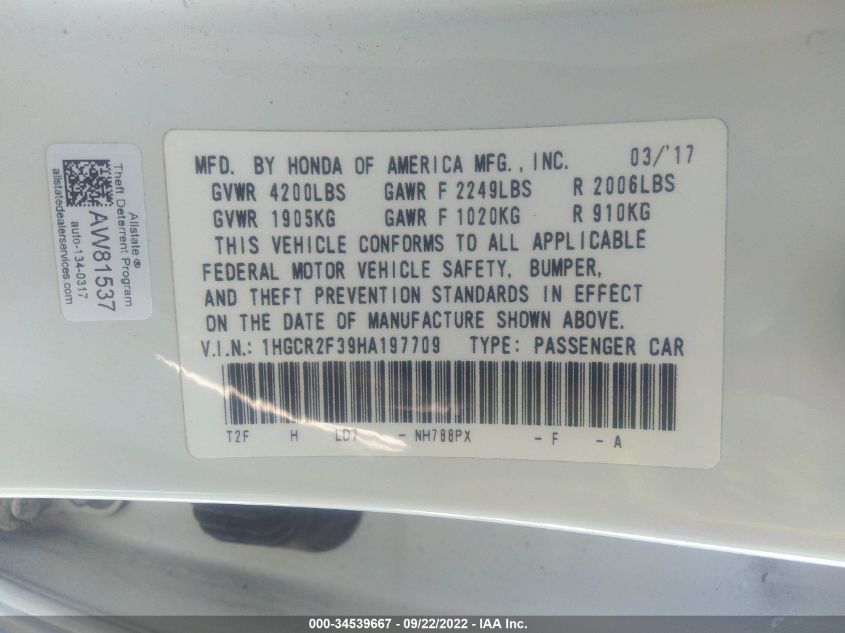 MFD. BY HONDA OF AMERICA MFG., INC. 03/'17
GVWR 4200LBS GAWR F 2249LBS R 2006LBS
GVWR 1905KG GAWR F 1020KG R 910KG
THIS VEHICLE CONFORMS TO ALL APPLICABLE
FEDERAL MOTOR VEHICLE SAFETY, BUMPER,
AND THEFT PREVENTION STANDARDS IN EFFECT
ON THE DATE OF MANUFACTURE SHOWN ABOVE.
V.I.N.: 1HGCR2F39HA197709 TYPE: PASSENGER CAR
T2F H LD7 - NH788PX - F - A
Allstate ®
Theft Deterrent Program
AW81537
auto-134-0317
allstatedealerservices.com
000-34539667 - 09/22/2022 - IAA Inc.